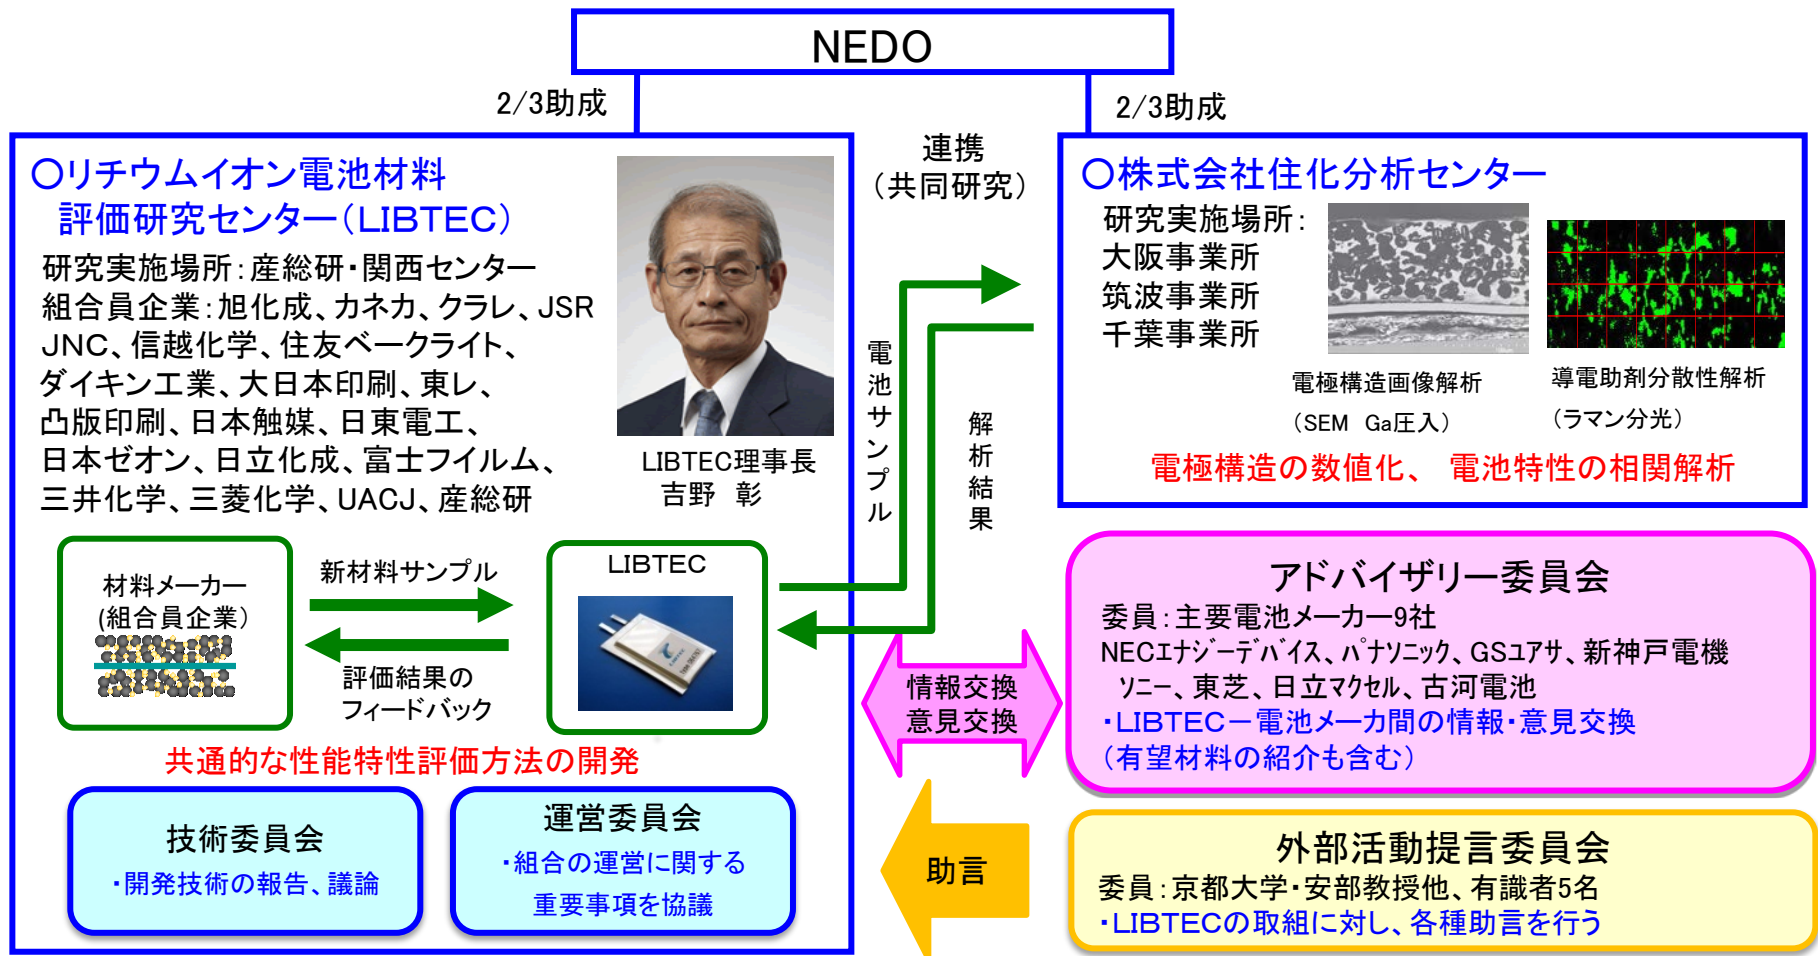 NEDO
2/3助成
2/3助成
連携
（共同研究）
○リチウムイオン電池材料
評価研究センター（LIBTEC）
研究実施場所：産総研・関西センター
組合員企業：旭化成、カネカ、クラレ、JSR
JNC、信越化学、住友ベークライト、
ダイキン工業、大日本印刷、東レ、
凸版印刷、日本触媒、日東電工、
日本ゼオン、日立化成、富士フイルム、
三井化学、三菱化学、UACJ、産総研
LIBTEC理事長
吉野　彰
材料メーカー
(組合員企業）
新材料サンプル
評価結果の
フィードバック
LIBTEC
共通的な性能特性評価方法の開発
技術委員会
・開発技術の報告、議論
運営委員会
・組合の運営に関する
重要事項を協議
電池サンプル
解析結果
○株式会社住化分析センター
研究実施場所：
大阪事業所
筑波事業所
千葉事業所
電極構造画像解析
（SEM　Ga圧入）
導電助剤分散性解析
（ラマン分光）
電極構造の数値化、 電池特性の相関解析
情報交換
意見交換
アドバイザリー委員会
委員：主要電池メーカー9社
NECｴﾅｼﾞｰﾃﾞﾊﾞｲｽ、ﾊﾟﾅｿﾆｯｸ、GSﾕｱｻ、新神戸電機
ｿﾆｰ、東芝、日立ﾏｸｾﾙ、古河電池
・LIBTEC－電池メーカ間の情報・意見交換
（有望材料の紹介も含む）
助言
外部活動提言委員会
委員：京都大学・安部教授他、有識者5名
・LIBTECの取組に対し、各種助言を行う